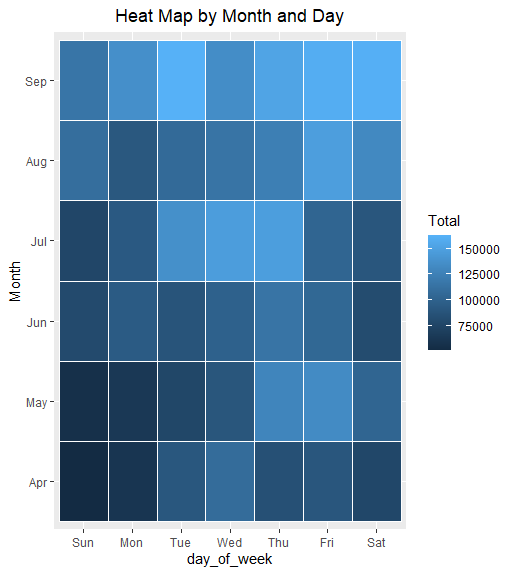 Heat Map by Month and Day
Month
Sep
Aug
Jul
Jun
May
Apr
Sun Mon Tue Wed Thu Fri Sat
day_of_week
Total
150000
125000
100000
75000